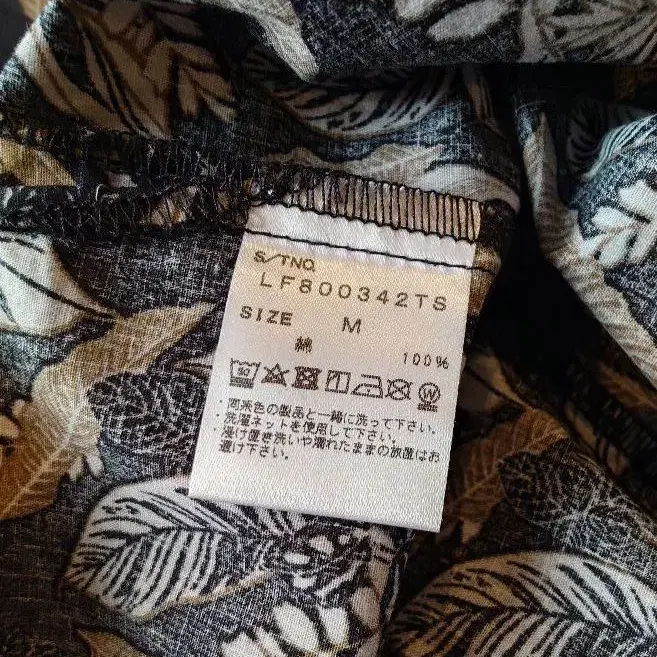 S/TNO.
LF800342TS
SIZE M
綿 100%
・同系色の製品と一緒に洗って下さい。
・洗濯ネットを使用して下さい。
・浸け置き洗いや濡れたままの放置はお
避け下さい。